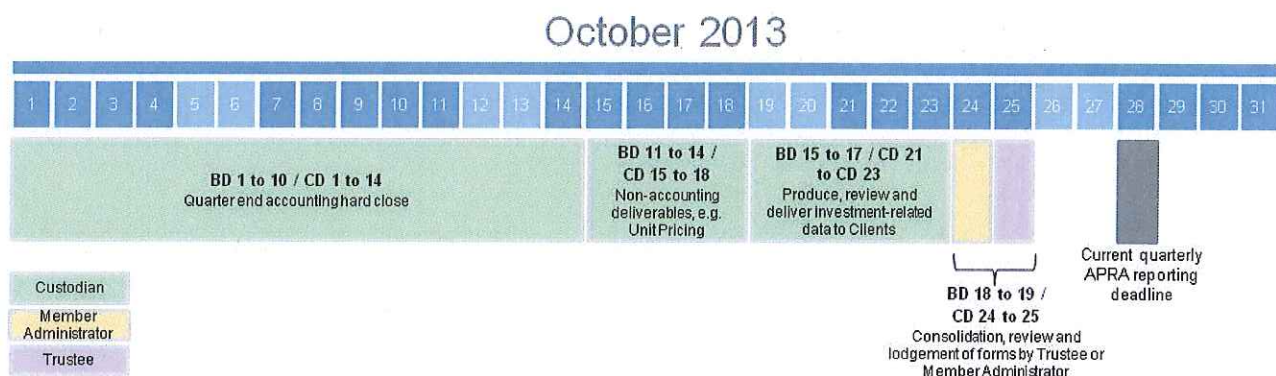 October 2013
1 2 3 4 5 6 7 8 9 10 11 12 13 14 15 16 17 18 19 20 21 22 23 24 25 26 27 28 29 30 31
BD 1 to 10 / CD 1 to 14
Quarter end accounting hard close
BD 11 to 14 /
CD 15 to 18
Non-accounting
deliverables, e.g.
Unit Pricing
BD 15 to 17 / CD 21
to CD 23
Produce, review and
deliver investment-related
data to Clients
Current quarterly
APRA reporting
deadline
BD 18 to 19 /
CD 24 to 25
Consolidation, review and
lodgement of forms by Trustee or
Member Administrator
Custodian
Member
Administrator
Trustee